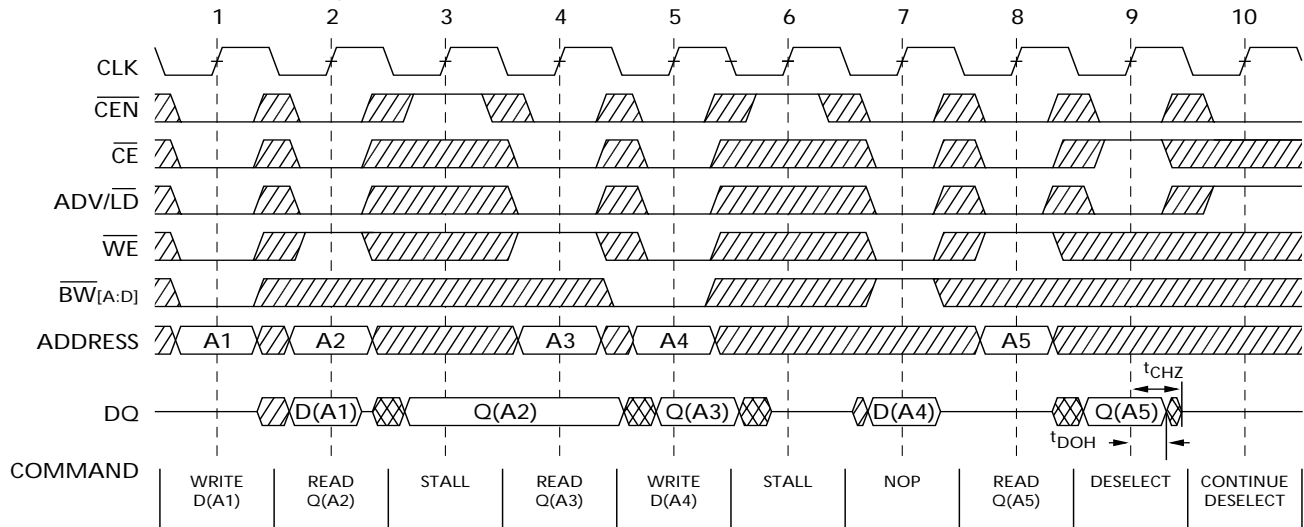 1 2 3 4 5 6 7 8 9 10
CLK
CEN
CE
ADV/LD
WE
BW[A:D]
ADDRESS A1 A2 A3 A4 A5
tCHZ
DQ D(A1) Q(A2) Q(A3) D(A4) Q(A5)
tDOH
COMMAND WRITE READ STALL READ WRITE STALL NOP READ DESELECT CONTINUE
D(A1) Q(A2) Q(A3) D(A4) Q(A5) DESELECT